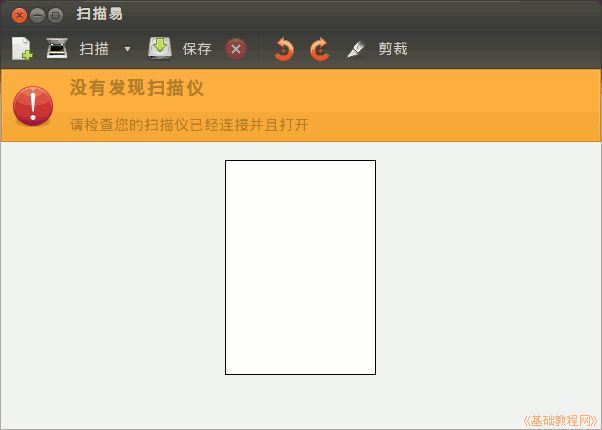 扫描易
扫描 保存 剪裁
没有发现扫描仪
请检查您的扫描仪已经连接并且打开
《基础教程网》